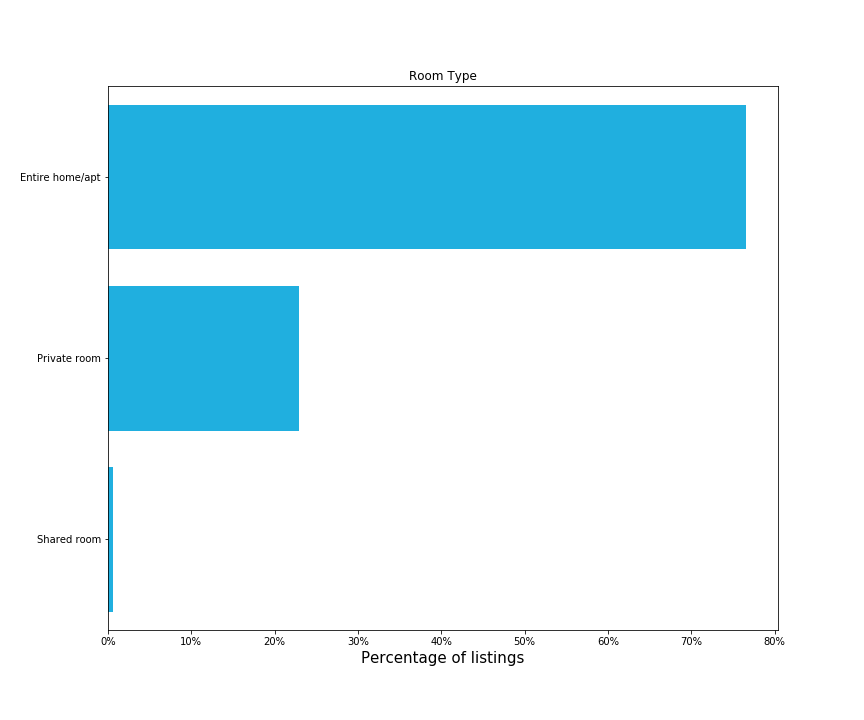 Room Type
Entire home/apt
Private room
Shared room
0% 10% 20% 30% 40% 50% 60% 70% 80%
Percentage of listings